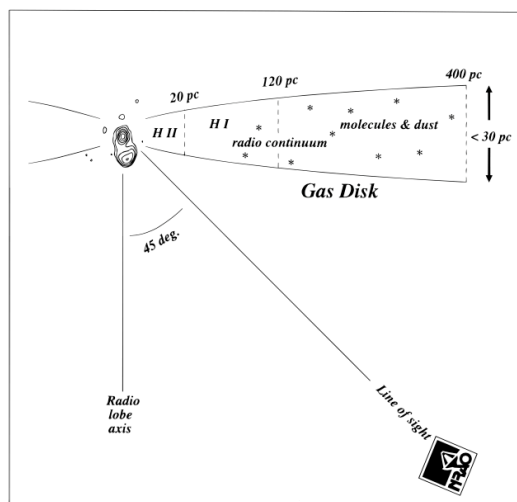 400 pc
120 pc
20 pc
H II
H I
molecules & dust
radio continuum
< 30 pc
Gas Disk
45 deg.
Radio
lobe
axis
Line of sight
NRAO